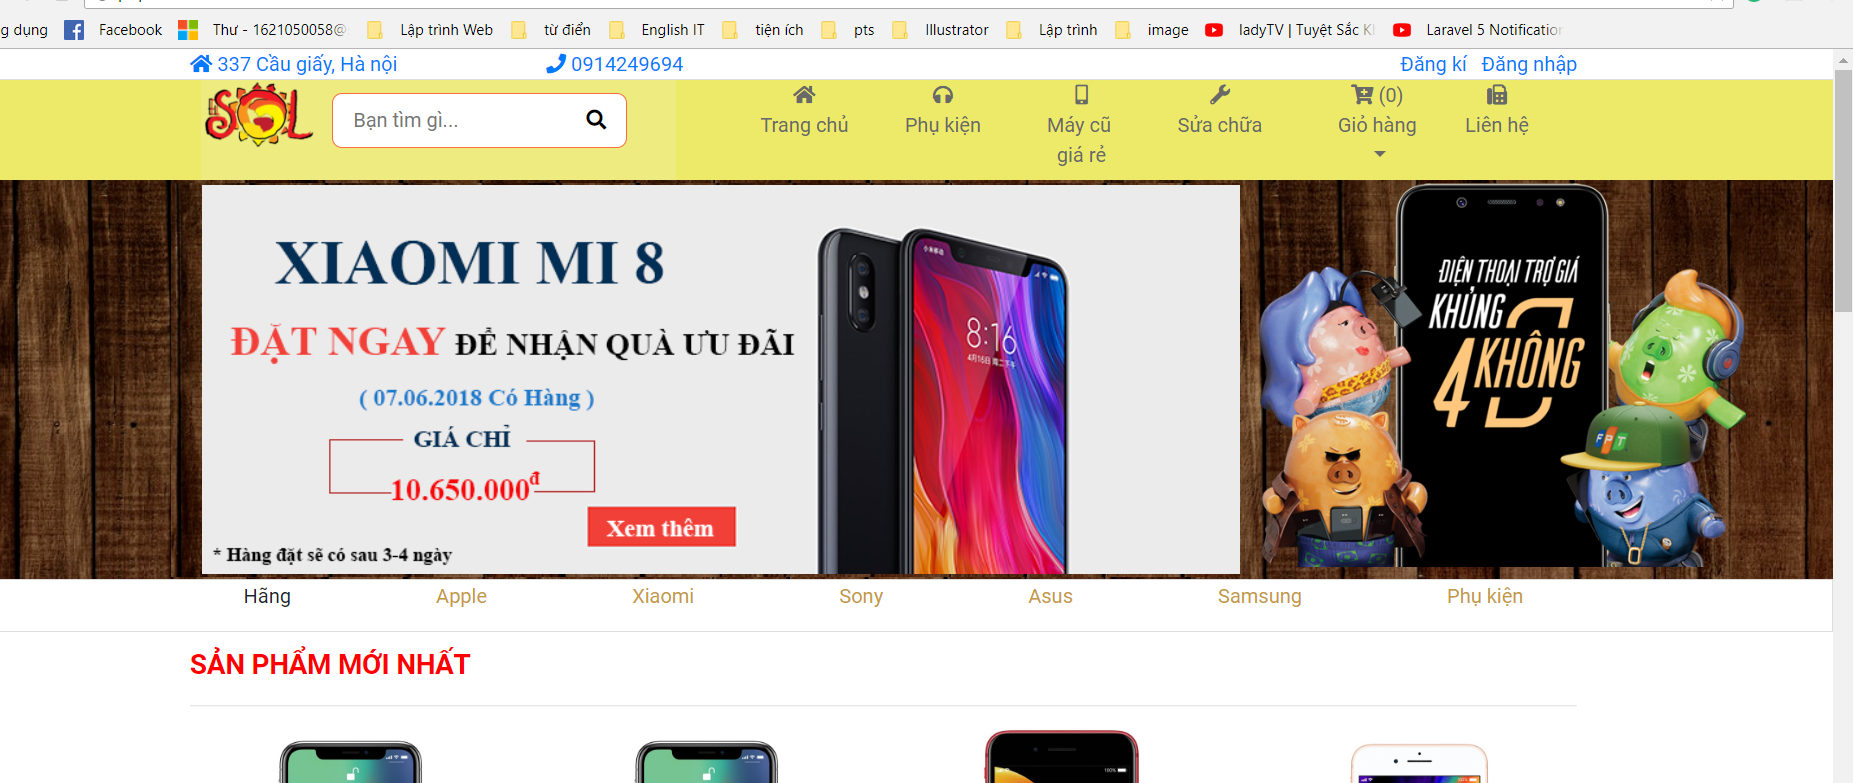 g dụng Facebook Thư - 1621050058@ Lập trình Web từ điển English IT tiện ích pts Illustrator Lập trình image ladyTV | Tuyệt Sắc Laravel 5 Notification
337 Cầu giấy, Hà nội 0914249694 Đăng kí Đăng nhập
SOL Bạn tìm gì...
Trang chủ
Phụ kiện
Máy cũ
giá rẻ
Sửa chữa
(0)
Giỏ hàng
Liên hệ
XIAOMI MI 8
ĐẶT NGAY ĐỂ NHẬN QUÀ ƯU ĐÃI
( 07.06.2018 Có Hàng )
GIÁ CHỈ
10.650.000đ
Xem thêm
* Hàng đặt sẽ có sau 3-4 ngày
8:16
ĐIỆN THOẠI TRỢ GIÁ
KHỦNG
4 KHÔNG
FPT
Hãng Apple Xiaomi Sony Asus Samsung Phụ kiện
SẢN PHẨM MỚI NHẤT